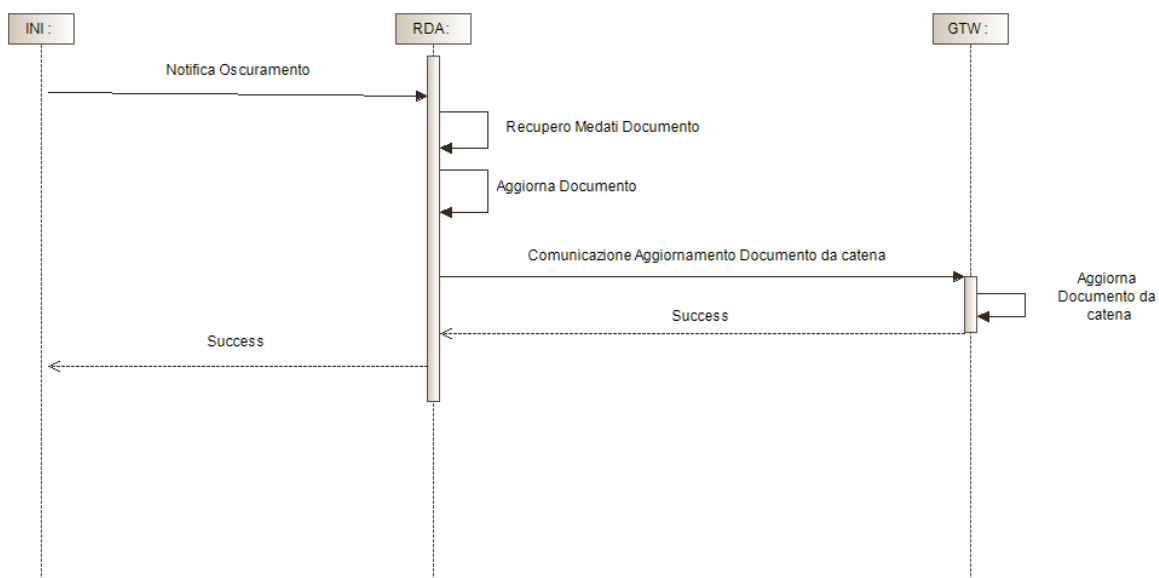 INI :
RDA:
GTW :
Notifica Oscuramento
Recupero Medati Documento
Aggiorna Documento
Comunicazione Aggiornamento Documento da catena
Aggiorna
Documento da
catena
Success
Success